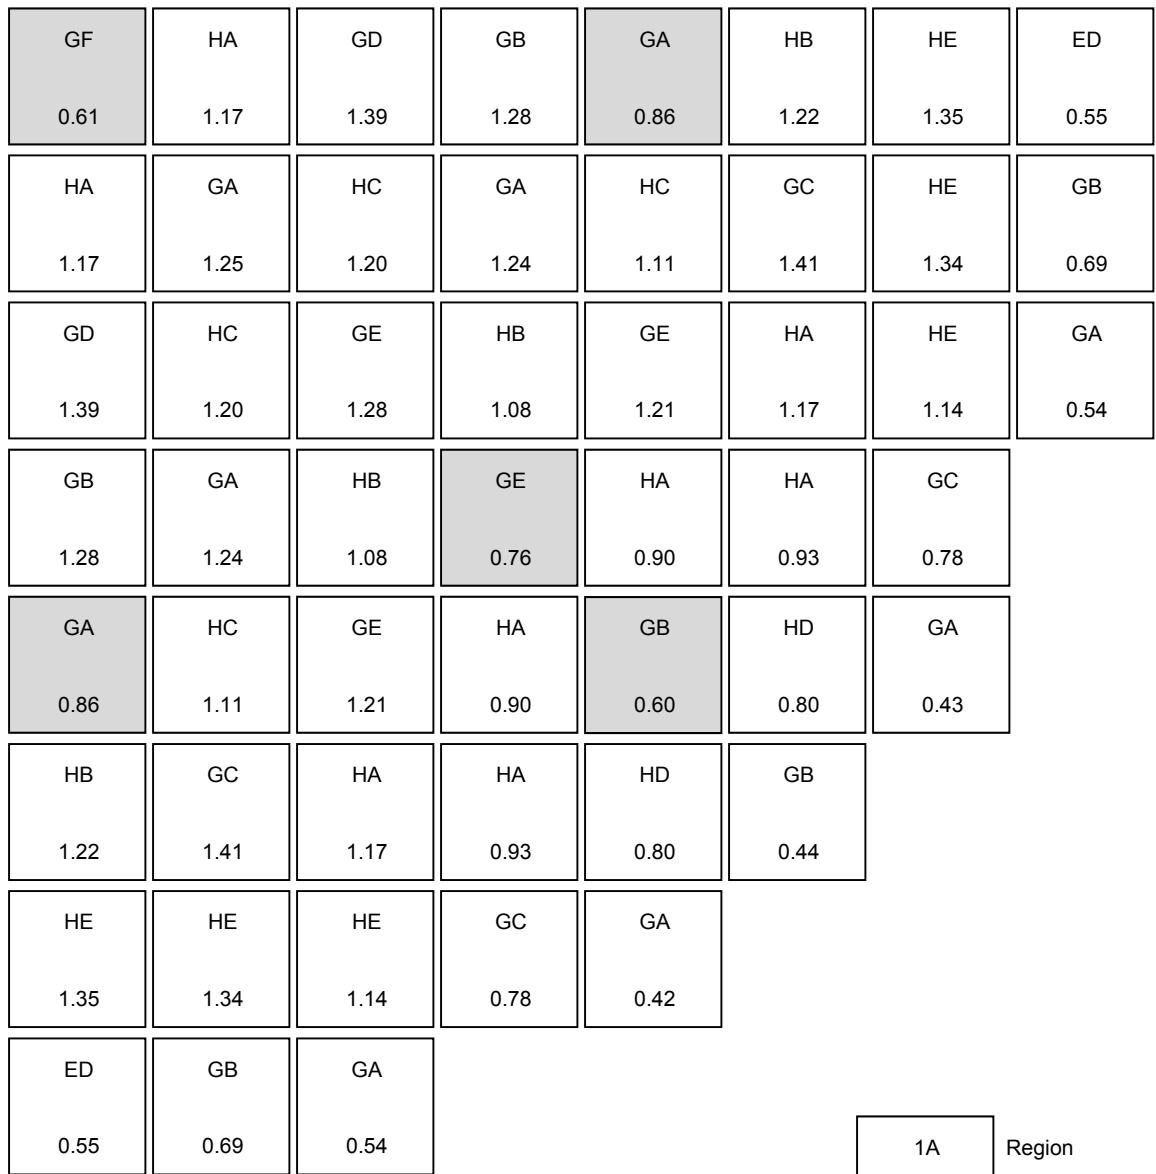 GF HA GD GB GA HB HE ED
0.61 1.17 1.39 1.28 0.86 1.22 1.35 0.55
HA GA HC GA HC GC HE GB
1.17 1.25 1.20 1.24 1.11 1.41 1.34 0.69
GD HC GE HB GE HA HE GA
1.39 1.20 1.28 1.08 1.21 1.17 1.14 0.54
GB GA HB GE HA HA GC
1.28 1.24 1.08 0.76 0.90 0.93 0.78
GA HC GE HA GB HD GA
0.86 1.11 1.21 0.90 0.60 0.80 0.43
HB GC HA HA HD GB
1.22 1.41 1.17 0.93 0.80 0.44
HE HE HE GC GA
1.35 1.34 1.14 0.78 0.42
ED GB GA
0.55 0.69 0.54 1A Region